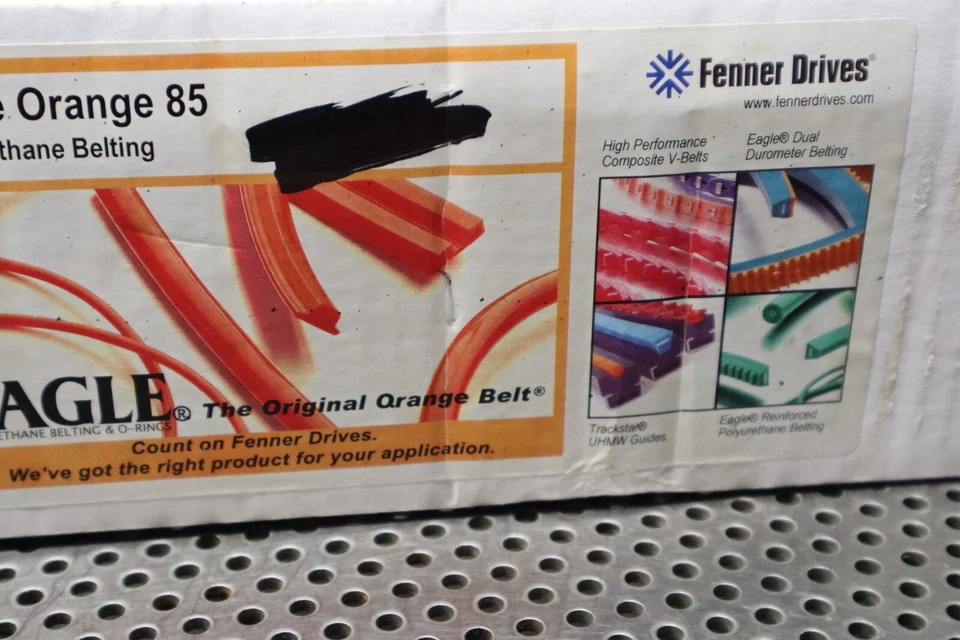 e Orange 85
thane Belting
AGLE®
ETHANE BELTING & O-RINGS
The Original Orange Belt®
Count on Fenner Drives.
We've got the right product for your application.
Fenner Drives®
www.fennerdrives.com
High Performance
Composite V-Belts
Eagle® Dual
Durometer Belting
Trackstar®
UHMW Guides
Eagle® Reinforced
Polyurethane Belting